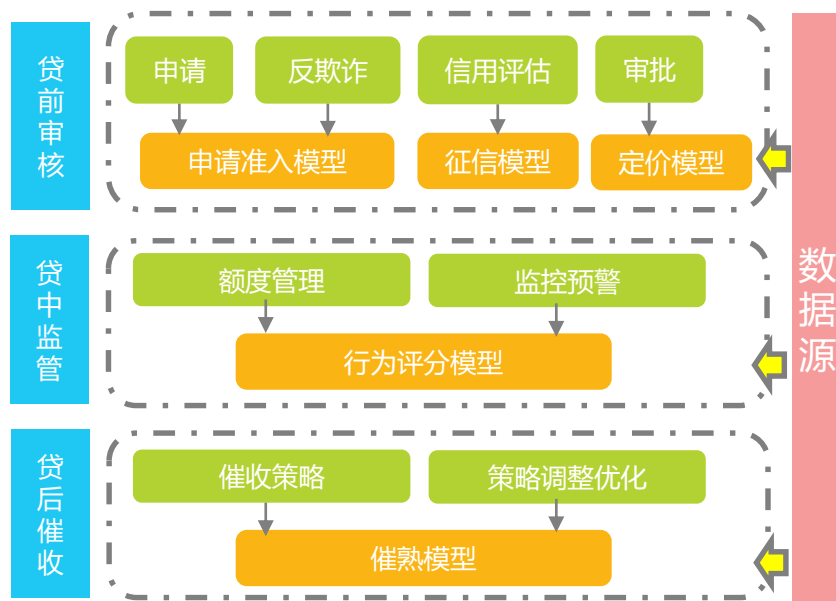 贷前审核
申请
反欺诈
信用评估
审批
申请准入模型
征信模型
定价模型
贷中监管
额度管理
监控预警
行为评分模型
贷后催收
催收策略
策略调整优化
催熟模型
数据源